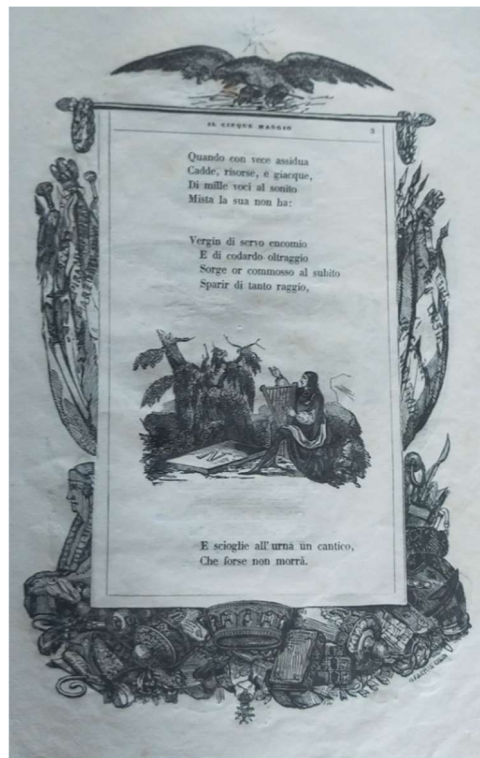 IL CINQUE MAGGIO
Quando con vece assidua
Cadde, risorse, e giacque,
Di mille voci al sonito
Mista la sua non ha:
Vergin di servo encomio
E di codardo oltraggio
Sorge or commosso al subito
Sparir di tanto raggio,
E scioglie all'urna un cantico,
Che forse non morrà.